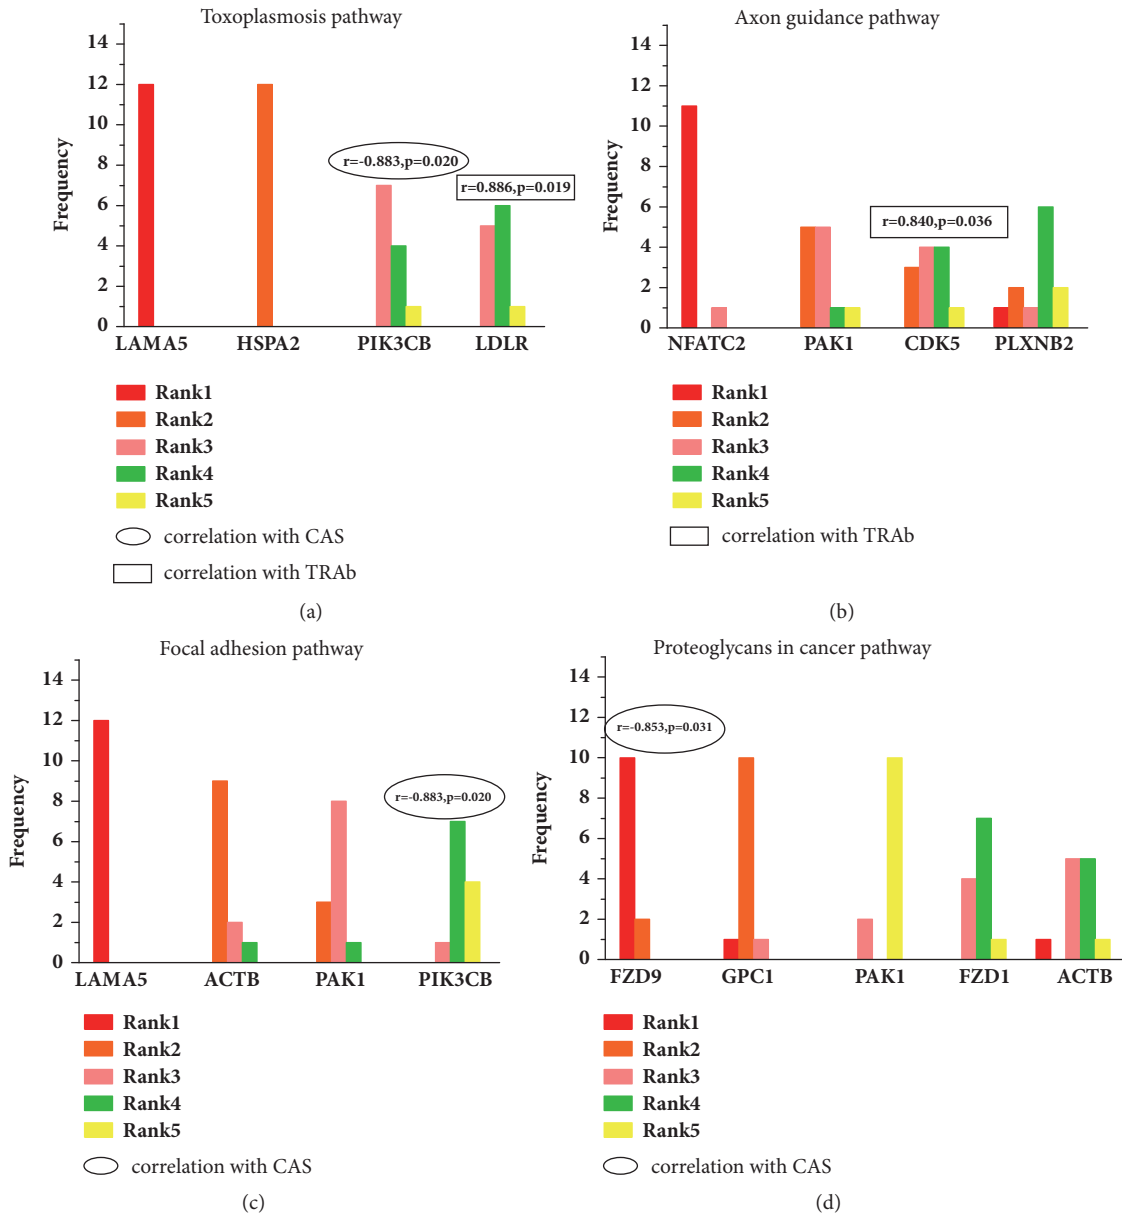 Toxoplasmosis pathway
14
12
10
8
6
4
2
0
Frequency
r=-0.883,p=0.020
r=0.886,p=0.019
LAMA5 HSPA2 PIK3CB LDLR
Rank1
Rank2
Rank3
Rank4
Rank5
correlation with CAS
correlation with TRAb
(a)
Axon guidance pathway
14
12
10
8
6
4
2
0
Frequency
r=0.840,p=0.036
NFATC2 PAK1 CDK5 PLXNB2
Rank1
Rank2
Rank3
Rank4
Rank5
correlation with TRAb
(b)
Focal adhesion pathway
14
12
10
8
6
4
2
0
Frequency
r=-0.883,p=0.020
LAMA5 ACTB PAK1 PIK3CB
Rank1
Rank2
Rank3
Rank4
Rank5
correlation with CAS
(c)
Proteoglycans in cancer pathway
14
12
10
8
6
4
2
0
Frequency
r=-0.853,p=0.031
FZD9 GPC1 PAK1 FZD1 ACTB
Rank1
Rank2
Rank3
Rank4
Rank5
correlation with CAS
(d)